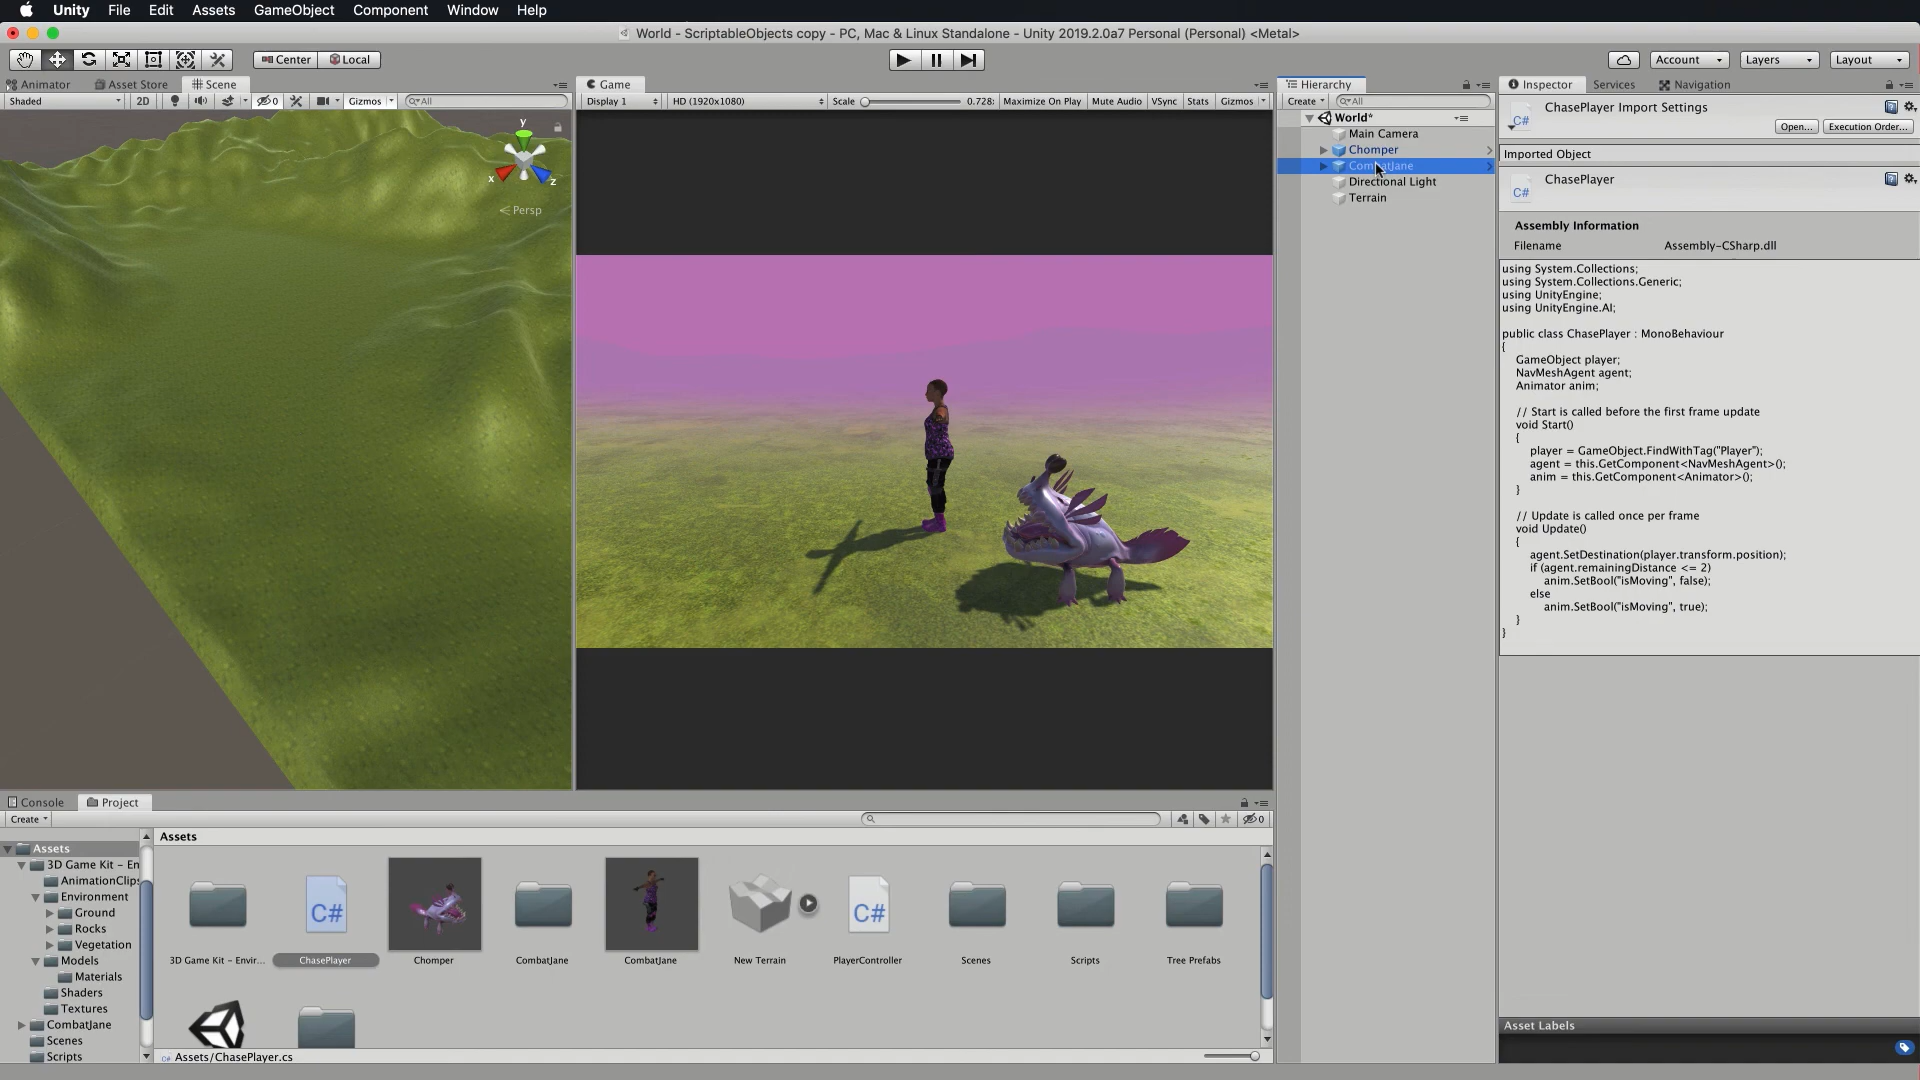 Unity File Edit Assets GameObject Component Window Help
World - ScriptableObjects copy - PC, Mac & Linux Standalone - Unity 2019.2.0a7 Personal (Personal) <Metal>
Center Local Account Layers Layout
Animator Asset Store Scene
Shaded 2D 0 Gizmos All
y
x
z
Persp
Game
Display 1 HD (1920x1080) Scale 0.728: Maximize On Play Mute Audio VSync Stats Gizmos
Hierarchy
Create All
World*
Main Camera
Chomper
CombatJane
Directional Light
Terrain
Inspector Services Navigation
ChasePlayer Import Settings
C#
Open... Execution Order...
Imported Object
ChasePlayer
C#
Assembly Information
Filename Assembly-CSharp.dll
using System.Collections;
using System.Collections.Generic;
using UnityEngine;
using UnityEngine.AI;
public class ChasePlayer : MonoBehaviour
{
GameObject player;
NavMeshAgent agent;
Animator anim;
// Start is called before the first frame update
void Start()
{
player = GameObject.FindWithTag("Player");
agent = this.GetComponent<NavMeshAgent>();
anim = this.GetComponent<Animator>();
}
// Update is called once per frame
void Update()
{
agent.SetDestination(player.transform.position);
if (agent.remainingDistance <= 2)
anim.SetBool("isMoving", false);
else
anim.SetBool("isMoving", true);
}
}
Asset Labels
Console Project
Create 0
Assets
3D Game Kit - En
AnimationClips
Environment
Ground
Rocks
Vegetation
Models
Materials
Shaders
Textures
CombatJane
Scenes
Scripts
Assets
C# C#
3D Game Kit - Envir... ChasePlayer Chomper CombatJane CombatJane New Terrain PlayerController Scenes Scripts Tree Prefabs
C# Assets/ChasePlayer.cs